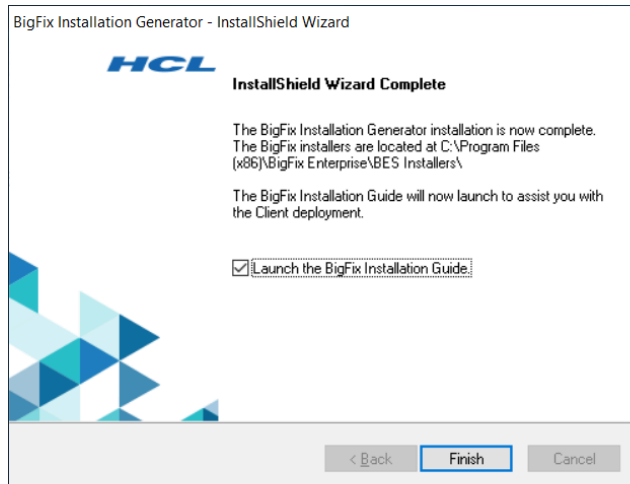 BigFix Installation Generator - InstallShield Wizard
HCL
InstallShield Wizard Complete
The BigFix Installation Generator installation is now complete.
The BigFix installers are located at C:\Program Files
(x86)\BigFix Enterprise\BES Installers\
The BigFix Installation Guide will now launch to assist you with
the Client deployment.
Launch the BigFix Installation Guide.
< Back Finish Cancel